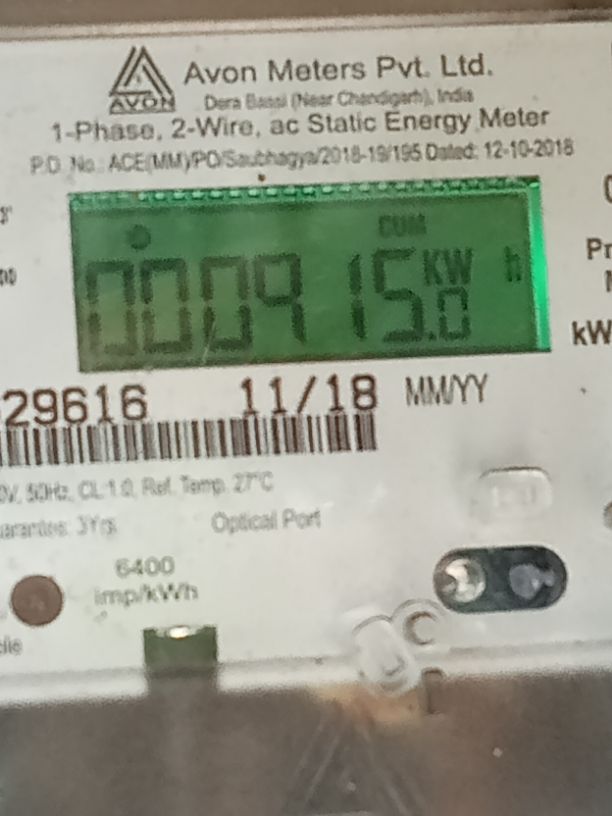 AVON
Avon Meters Pvt. Ltd.
Dera Bassi (Near Chandigarh), India
1-Phase, 2-Wire, ac Static Energy Meter
P.O. No.: ACE(MM)/PO/Saubhagya/2018-19/195 Dated: 12-10-2018
CUM
000915.0 KW h
29616 11/18 MM/YY
V, 50Hz, CL 1.0, Ref. Temp. 27°C
3Yrs Optical Port
6400
imp/kWh
C